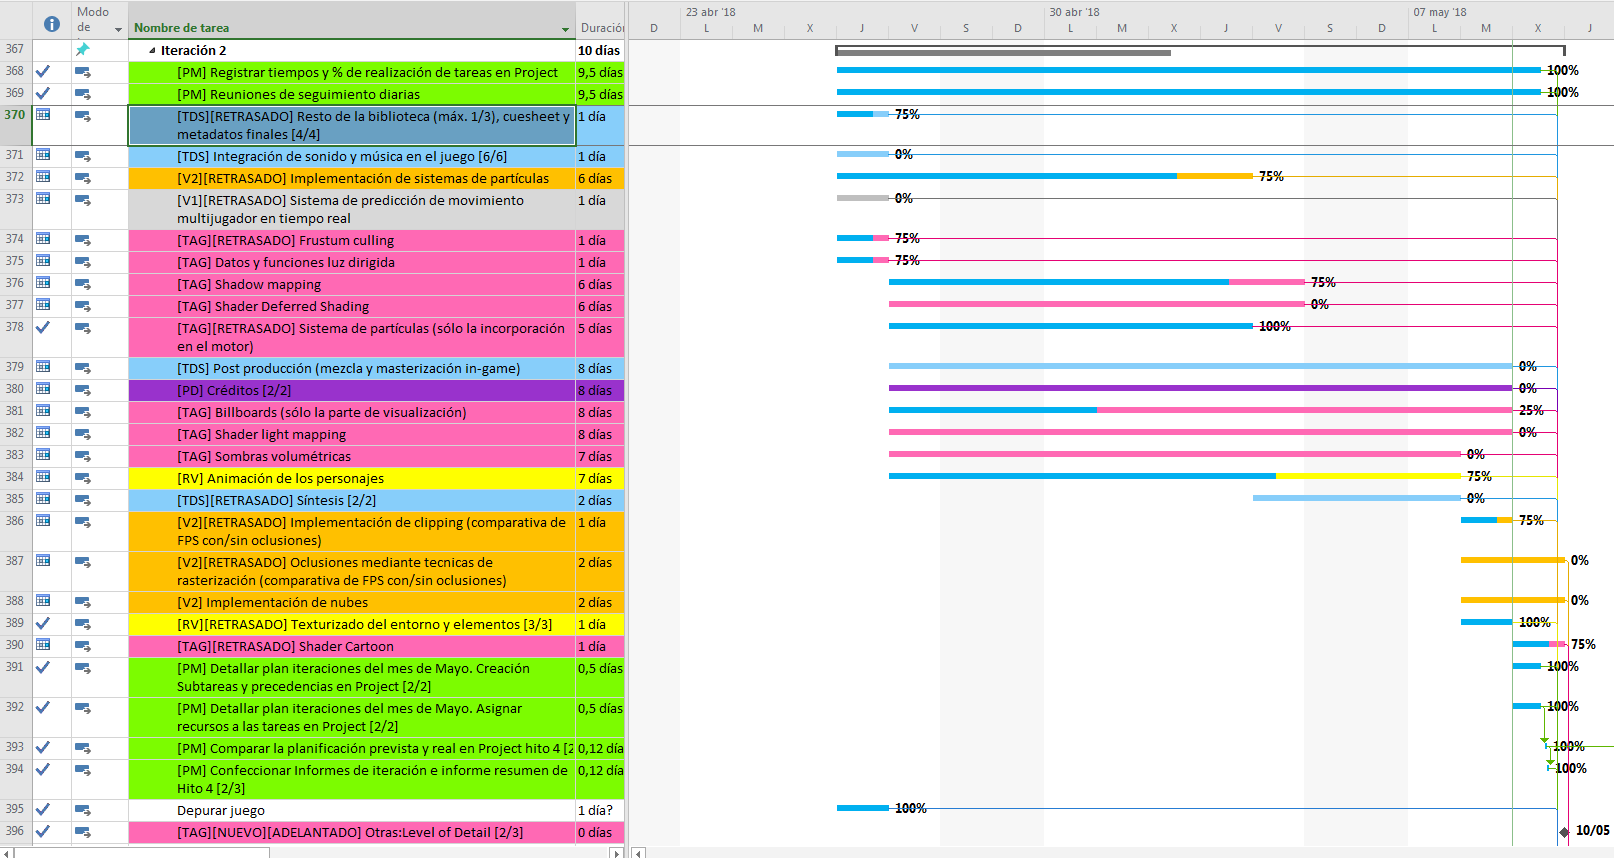 Modo de
Nombre de tarea
Duración
23 abr '18
30 abr '18
07 may '18
D L M X J V S D L M X J V S D L M X J
367 Iteración 2 10 días
368 [PM] Registrar tiempos y % de realización de tareas en Project 9,5 días 100%
369 [PM] Reuniones de seguimiento diarias 9,5 días 100%
370 [TDS][RETRASADO] Resto de la biblioteca (máx. 1/3), cuesheet y 1 día 75%
metadatos finales [4/4]
371 [TDS] Integración de sonido y música en el juego [6/6] 1 día 0%
372 [V2][RETRASADO] Implementación de sistemas de partículas 6 días 75%
373 [V1][RETRASADO] Sistema de predicción de movimiento 1 día 0%
multijugador en tiempo real
374 [TAG][RETRASADO] Frustum culling 1 día 75%
375 [TAG] Datos y funciones luz dirigida 1 día 75%
376 [TAG] Shadow mapping 6 días 75%
377 [TAG] Shader Deferred Shading 6 días 0%
378 [TAG][RETRASADO] Sistema de partículas (sólo la incorporación 5 días 100%
en el motor)
379 [TDS] Post producción (mezcla y masterización in-game) 8 días 0%
380 [PD] Créditos [2/2] 8 días 0%
381 [TAG] Billboards (sólo la parte de visualización) 8 días 25%
382 [TAG] Shader light mapping 8 días 0%
383 [TAG] Sombras volumétricas 7 días 0%
384 [RV] Animación de los personajes 7 días 75%
385 [TDS][RETRASADO] Síntesis [2/2] 2 días 0%
386 [V2][RETRASADO] Implementación de clipping (comparativa de 1 día 75%
FPS con/sin oclusiones)
387 [V2][RETRASADO] Oclusiones mediante tecnicas de 2 días 0%
rasterización (comparativa de FPS con/sin oclusiones)
388 [V2] Implementación de nubes 2 días 0%
389 [RV][RETRASADO] Texturizado del entorno y elementos [3/3] 1 día 100%
390 [TAG][RETRASADO] Shader Cartoon 1 día 75%
391 [PM] Detallar plan iteraciones del mes de Mayo. Creación 0,5 días 100%
Subtareas y precedencias en Project [2/2]
392 [PM] Detallar plan iteraciones del mes de Mayo. Asignar 0,5 días 100%
recursos a las tareas en Project [2/2]
393 [PM] Comparar la planificación prevista y real en Project hito 4 [2 0,12 día 100%
394 [PM] Confeccionar Informes de iteración e informe resumen de 0,12 día 100%
Hito 4 [2/3]
395 Depurar juego 1 día? 100%
396 [TAG][NUEVO][ADELANTADO] Otras:Level of Detail [2/3] 0 días 10/05